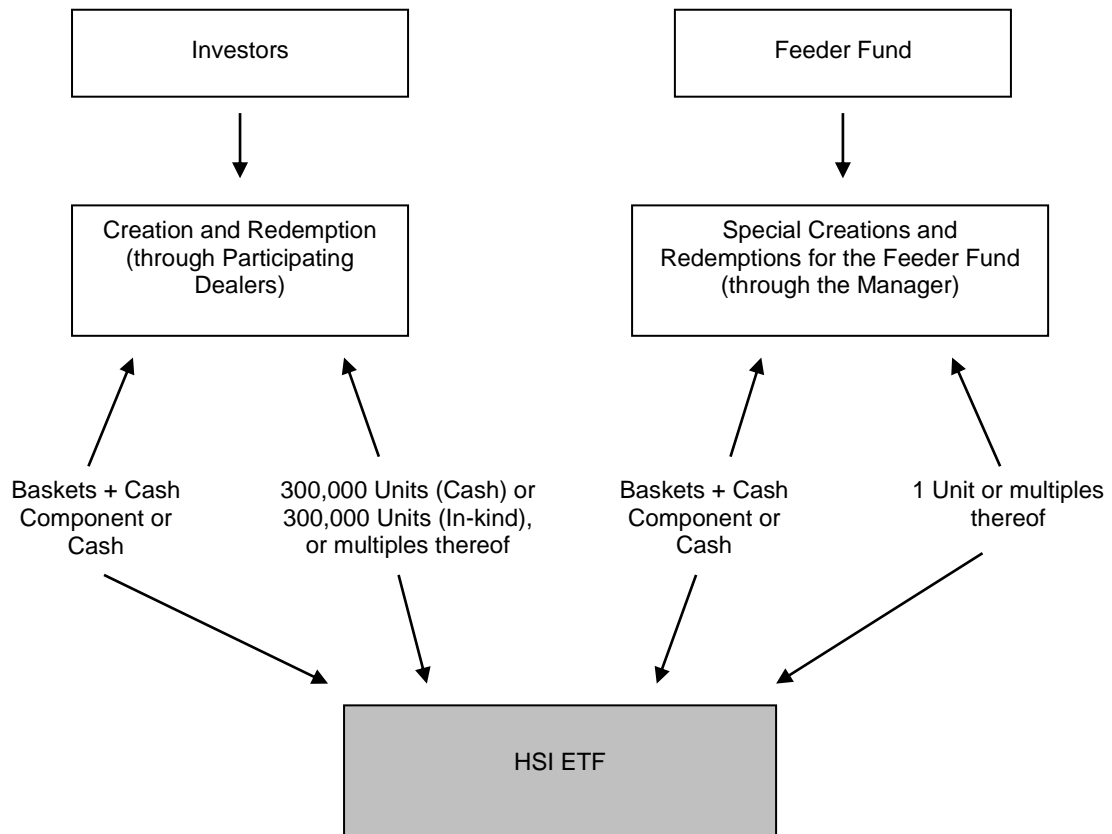 Investors
Feeder Fund
Creation and Redemption
(through Participating
Dealers)
Special Creations and
Redemptions for the Feeder Fund
(through the Manager)
Baskets + Cash
Component or
Cash
300,000 Units (Cash) or
300,000 Units (In-kind),
or multiples thereof
Baskets + Cash
Component or
Cash
1 Unit or multiples
thereof
HSI ETF